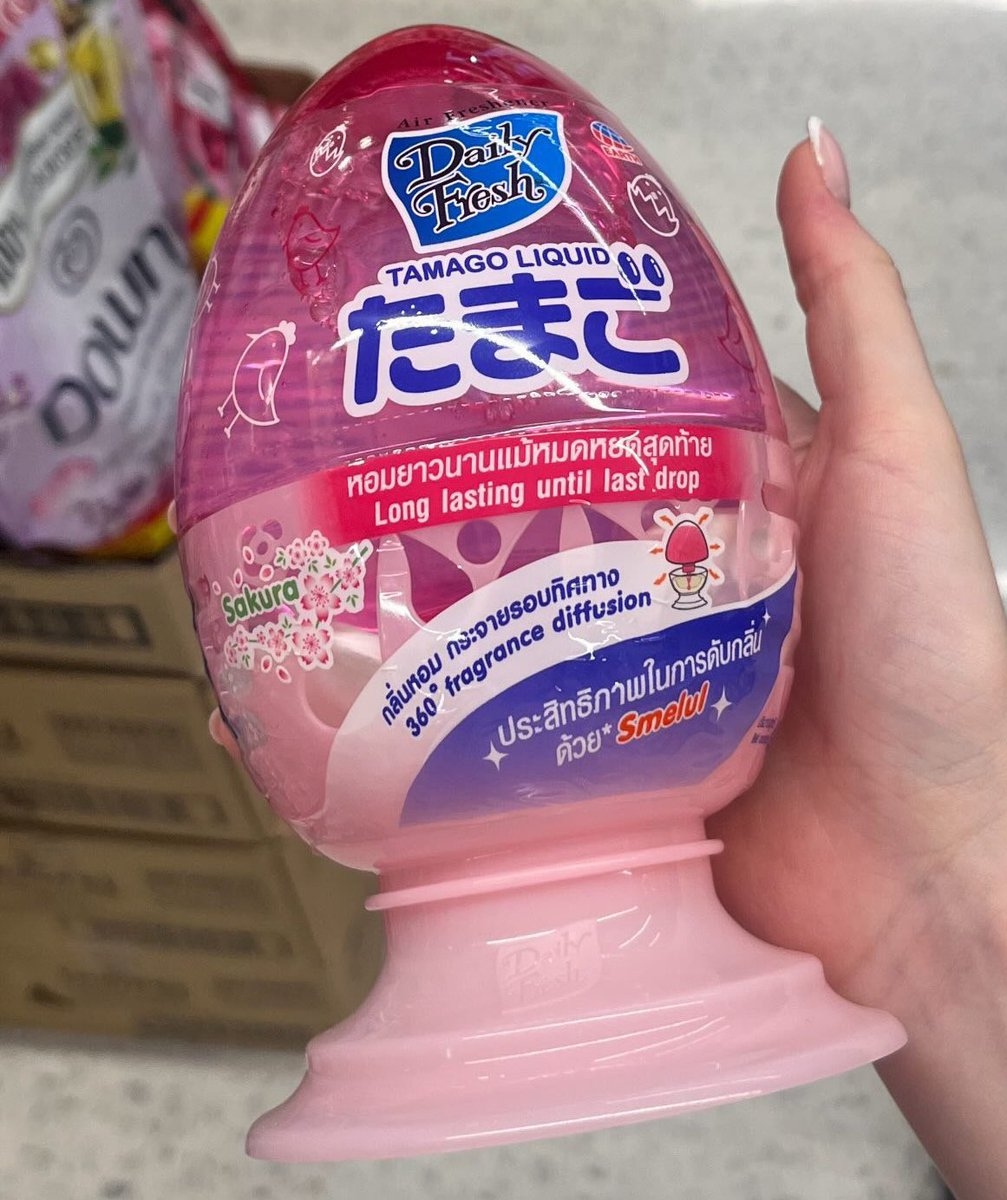 Air Freshener
Daily
Fresh
EARTH
TAMAGO LIQUID
たまご
หอมยาวนานแม้หมดหยดสุดท้าย
Long lasting until last drop
Sakura
กลิ่นหอม กระจายรอบทิศทาง
360° fragrance diffusion
ประสิทธิภาพในการดับกลิ่น
ด้วย* Smelul
Daily
Fresh
Down